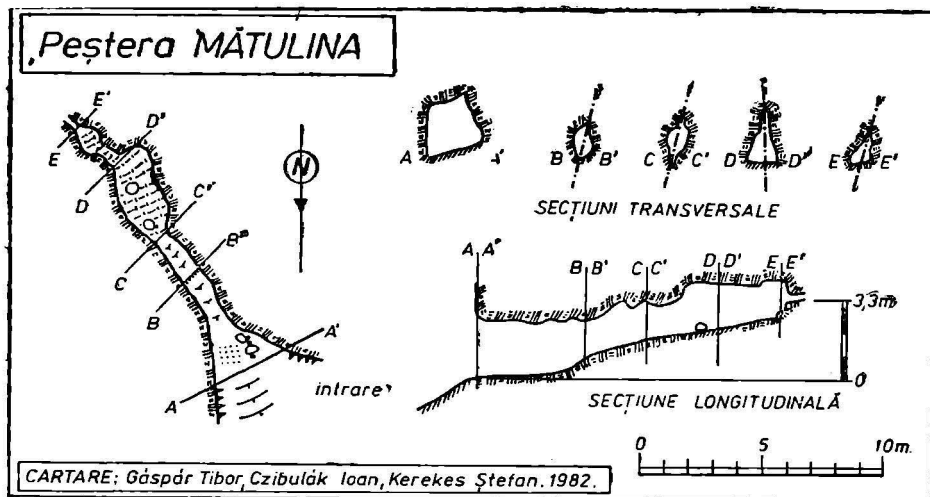 Peștera MĂTULINA
E'
D'
E
N
D
C'
C
B'
B
A'
A
intrare
A A'
B B'
C C'
D D'
E E'
SECȚIUNI TRANSVERSALE
A A'
B B'
C C'
D D'
E E'
3,3m
0
SECȚIUNE LONGITUDINALĂ
0 5 10m.
CARTARE: Gáspár Tibor, Czibulák Ioan, Kerekes Ștefan. 1982.